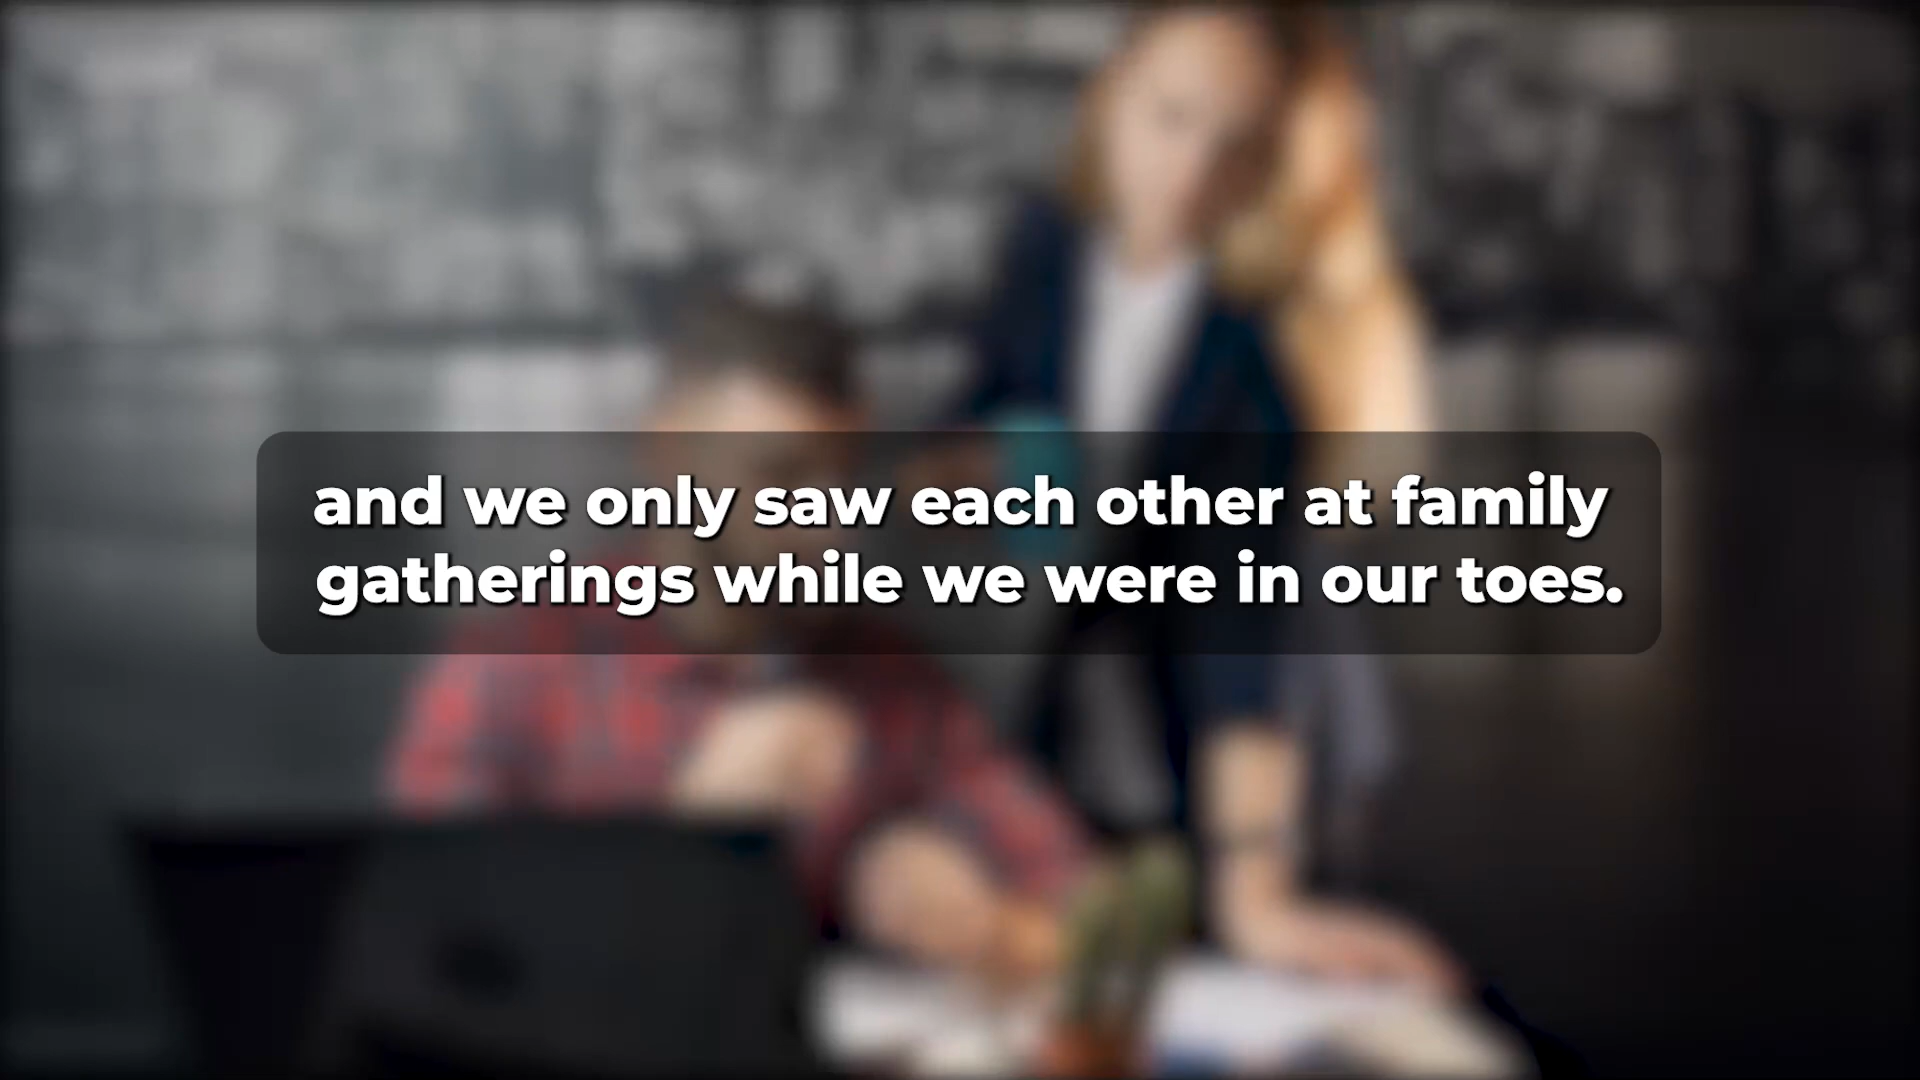 and we only saw each other at family
gatherings while we were in our toes.